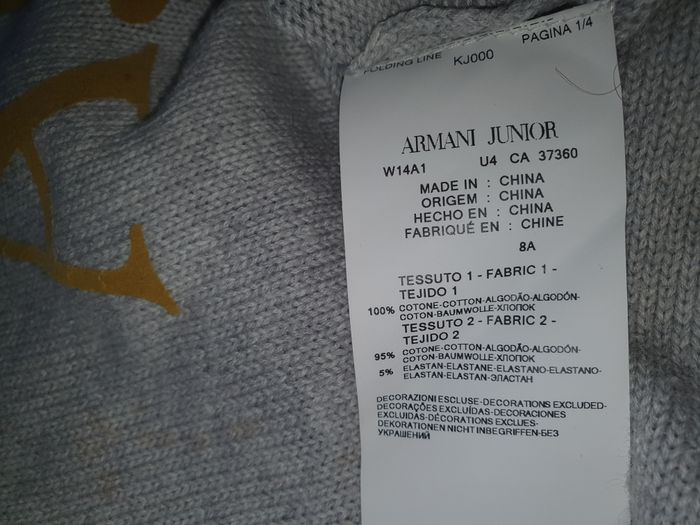 FOLDING LINE KJ000 PAGINA 1/4
ARMANI JUNIOR
W14A1 U4 CA 37360
MADE IN : CHINA
ORIGEM : CHINA
HECHO EN : CHINA
FABRIQUÉ EN : CHINE
8A
TESSUTO 1 - FABRIC 1 -
TEJIDO 1
100% COTONE-COTTON-ALGODÃO-ALGODÓN-
COTON-BAUMWOLLE-ХЛОПОК
TESSUTO 2 - FABRIC 2 -
TEJIDO 2
95% COTONE-COTTON-ALGODÃO-ALGODÓN-
COTON-BAUMWOLLE-ХЛОПОК
5% ELASTAN-ELASTANE-ELASTANO-ELASTANO-
ELASTAN-ELASTAN-ЭЛАСТАН
DECORAZIONI ESCLUSE-DECORATIONS EXCLUDED-
DECORAÇÕES EXCLUÍDAS-DECORACIONES
EXCLUIDAS-DÉCORATIONS EXCLUES-
DEKORATIONEN NICHT INBEGRIFFEN-БЕЗ
УКРАШЕНИЙ